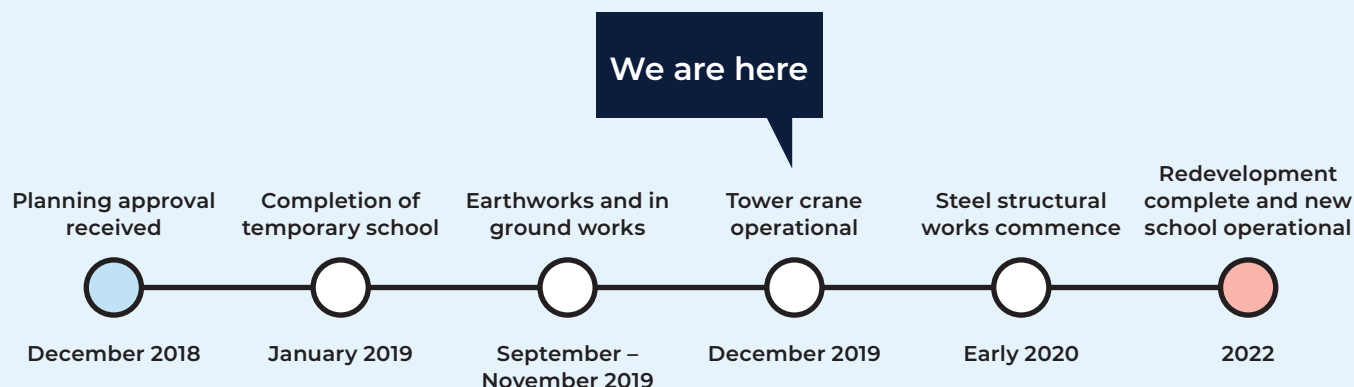 We are here
Planning approval
received
Completion of
temporary school
Earthworks and in
ground works
Tower crane
operational
Steel structural
works commence
Redevelopment
complete and new
school operational
December 2018
January 2019
September –
November 2019
December 2019
Early 2020
2022